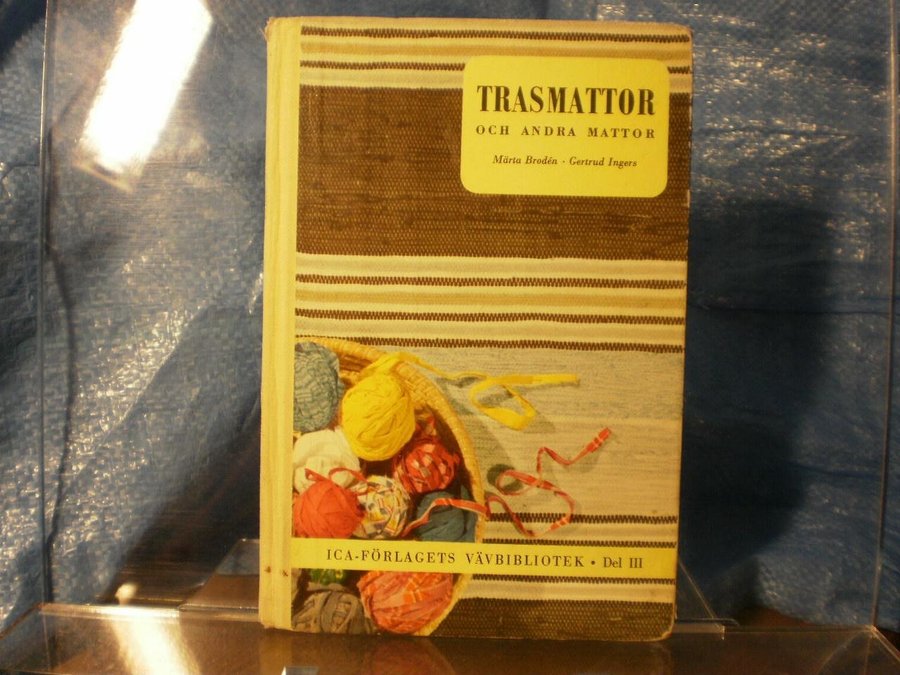 TRASMATTOR
OCH ANDRA MATTOR
Märta Brodén · Gertrud Ingers
ICA-FÖRLAGETS VÄVBIBLIOTEK • Del III